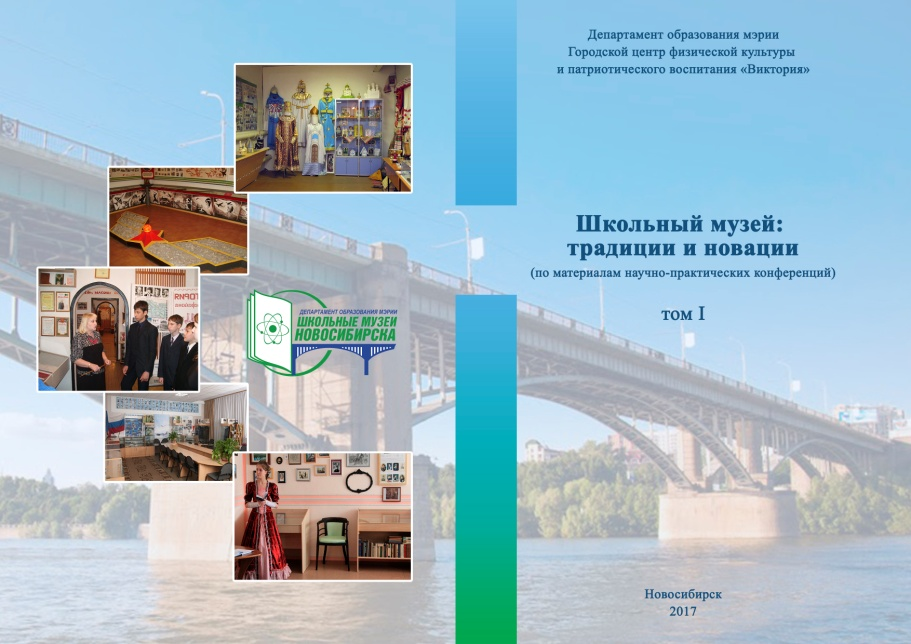 Департамент образования мэрии
Городской центр физической культуры
и патриотического воспитания «Виктория»
Школьный музей:
традиции и новации
(по материалам научно-практических конференций)
том I
Новосибирск
2017
ДЕПАРТАМЕНТ ОБРАЗОВАНИЯ МЭРИИ
ШКОЛЬНЫЕ МУЗЕИ
НОВОСИБИРСКА